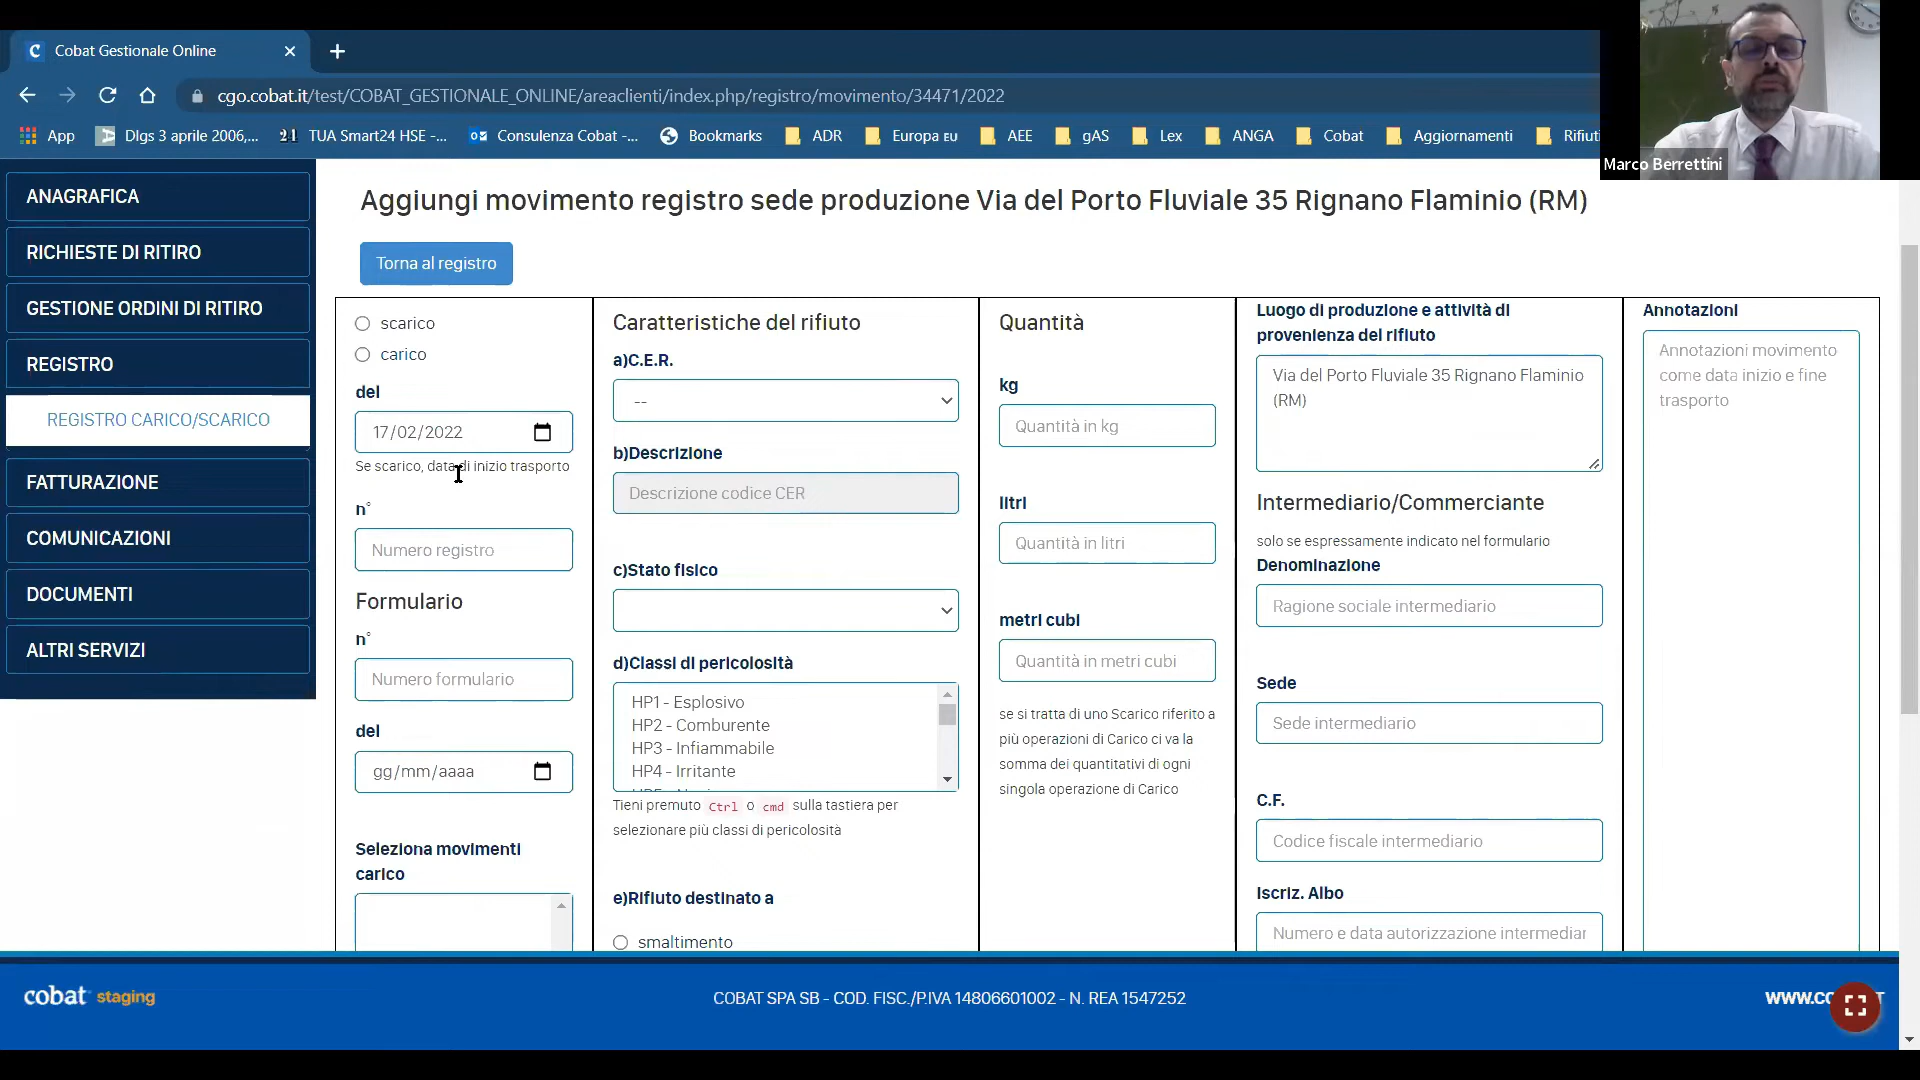 Cobat Gestionale Online
cgo.cobat.it/test/COBAT_GESTIONALE_ONLINE/areaclienti/index.php/registro/movimento/34471/2022
App
Dlgs 3 aprile 2006,...
TUA Smart24 HSE -...
Consulenza Cobat -...
Bookmarks
ADR
Europa EU
AEE
gAS
Lex
ANGA
Cobat
Aggiornamenti
Rifiuti
Marco Berrettini
ANAGRAFICA
RICHIESTE DI RITIRO
GESTIONE ORDINI DI RITIRO
REGISTRO
REGISTRO CARICO/SCARICO
FATTURAZIONE
COMUNICAZIONI
DOCUMENTI
ALTRI SERVIZI
Aggiungi movimento registro sede produzione Via del Porto Fluviale 35 Rignano Flaminio (RM)
Torna al registro
scarico
carico
del
17/02/2022
Se scarico, data di inizio trasporto
n°
Numero registro
Formulario
n°
Numero formulario
del
gg/mm/aaaa
Seleziona movimenti
carico
Caratteristiche del rifiuto
a)C.E.R.
--
b)Descrizione
Descrizione codice CER
c)Stato fisico
d)Classi di pericolosità
HP1 - Esplosivo
HP2 - Comburente
HP3 - Infiammabile
HP4 - Irritante
Tieni premuto Ctrl o cmd sulla tastiera per
selezionare più classi di pericolosità
e)Rifiuto destinato a
smaltimento
Quantità
kg
Quantità in kg
litri
Quantità in litri
metri cubi
Quantità in metri cubi
se si tratta di uno Scarico riferito a
più operazioni di Carico ci va la
somma dei quantitativi di ogni
singola operazione di Carico
Luogo di produzione e attività di
provenienza del rifiuto
Via del Porto Fluviale 35 Rignano Flaminio
(RM)
Intermediario/Commerciante
solo se espressamente indicato nel formulario
Denominazione
Ragione sociale intermediario
Sede
Sede intermediario
C.F.
Codice fiscale intermediario
Iscriz. Albo
Numero e data autorizzazione intermediar
Annotazioni
Annotazioni movimento
come data inizio e fine
trasporto
cobat staging
COBAT SPA SB - COD. FISC./P.IVA 14806601002 - N. REA 1547252
WWW.CO